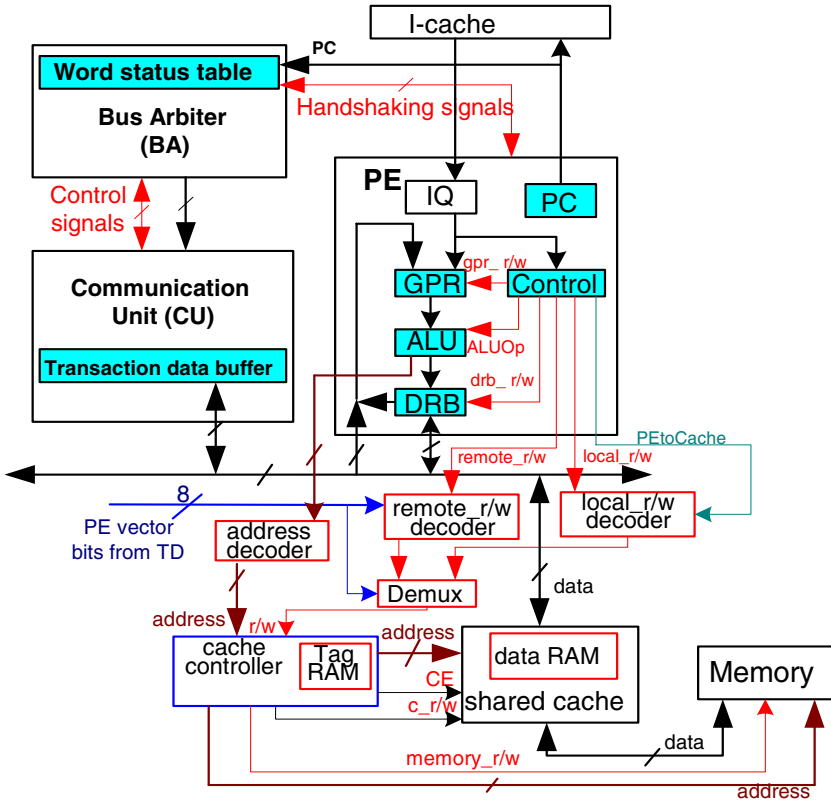 I-cache
PC
Word status table
Handshaking signals
Bus Arbiter
(BA)
PE
IQ
PC
Control
signals
gpr_ r/w
GPR
Control
Communication
Unit (CU)
ALU
ALUOp
Transaction data buffer
drb_ r/w
DRB
PEtoCache
remote_r/w
local_r/w
8
PE vector
bits from TD
address
decoder
remote_r/w
decoder
local_r/w
decoder
Demux
data
address
r/w
cache
controller
Tag
RAM
address
data RAM
CE
shared cache
c_r/w
Memory
data
memory_r/w
address